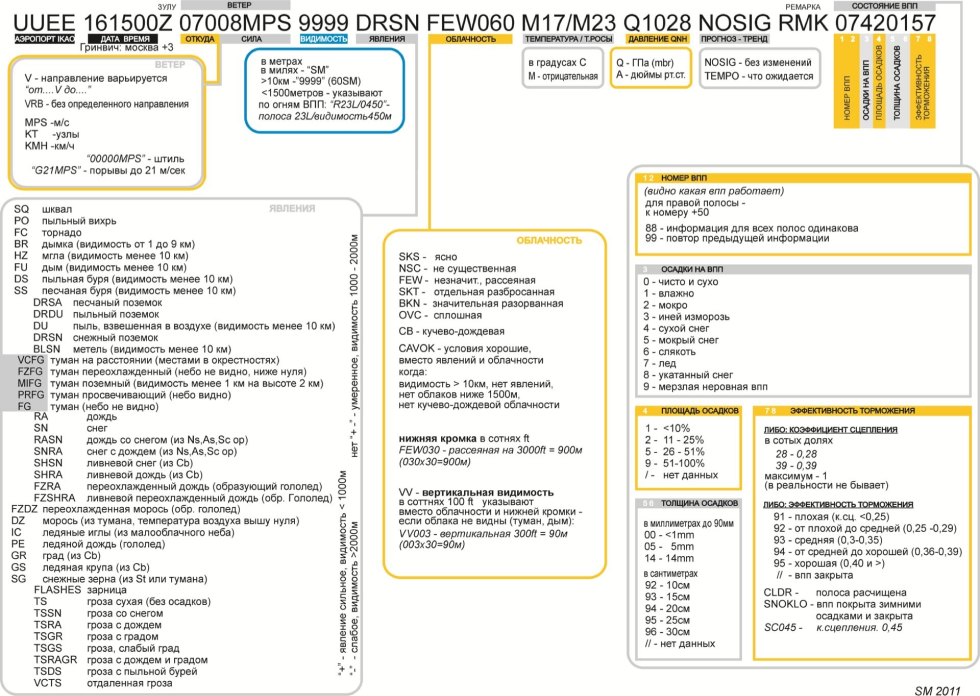 ЗУЛУ ВЕТЕР РЕМАРКА СОСТОЯНИЕ ВПП
UUEE 161500Z 07008MPS 9999 DRSN FEW060 M17/M23 Q1028 NOSIG RMK 07420157
АЭРОПОРТ ІКАО ДАТА ВРЕМЯ ОТКУДА СИЛА ВИДИМОСТЬ ЯВЛЕНИЯ ОБЛАЧНОСТЬ ТЕМПЕРАТУРА / Т.РОСЫ ДАВЛЕНИЕ QNH ПРОГНОЗ - ТРЕНД
Гринвич: москва +3
ВЕТЕР
V - направление варьируется
"от....V до...."
VRB - без определенного направления
MPS -м/с
KT -узлы
KMH -км/ч
"00000MPS" - штиль
"G21MPS" - порывы до 21 м/сек
в метрах
в милях - "SM"
>10км -"9999" (60SM)
<1500метров - указывают
по огням ВПП: "R23L/0450"-
полоса 23L/видимость450м
в градусах С
М - отрицательная
Q - ГПа (mbr)
A - дюймы рт.ст.
NOSIG - без изменений
TEMPO - что ожидается
1 2 3 4 5 6 7 8
НОМЕР ВПП
ОСАДКИ НА ВПП
ПЛОЩАДЬ ОСАДКОВ
ТОЛЩИНА ОСАДКОВ
ЭФФЕКТИВНОСТЬ ТОРМОЖЕНИЯ
ЯВЛЕНИЯ
SQ шквал
PO пыльный вихрь
FC торнадо
BR дымка (видимость от 1 до 9 км)
HZ мгла (видимость менее 10 км)
FU дым (видимость менее 10 км)
DS пыльная буря (видимость менее 10 км)
SS песчаная буря (видимость менее 10 км)
DRSA песчаный поземок
DRDU пыльный поземок
DU пыль, взвешенная в воздухе (видимость менее 10 км)
DRSN снежный поземок
BLSN метель (видимость менее 10 км)
VCFG туман на расстоянии (местами в окрестностях)
FZFG туман переохлажденный (небо не видно, ниже нуля)
MIFG туман поземный (видимость менее 1 км на высоте 2 км)
PRFG туман просвечивающий (небо видно)
FG туман (небо не видно)
RA дождь
SN снег
RASN дождь со снегом (из Ns,As,Sc op)
SNRA снег с дождем (из Ns,As,Sc op)
SHSN ливневой снег (из Cb)
SHRA ливневой дождь (из Cb)
FZRA переохлажденный дождь (образующий гололед)
FZSHRA ливневой переохлажденный дождь (обр. Гололед)
FZDZ переохлажденная морось (обр. гололед)
DZ морось (из тумана, температура воздуха вышу нуля)
IC ледяные иглы (из малооблачного неба)
PE ледяной дождь (гололед)
GR град (из Cb)
GS ледяная крупа (из Cb)
SG снежные зерна (из St или тумана)
FLASHES зарница
TS гроза сухая (без осадков)
TSSN гроза со снегом
TSRA гроза с дождем
TSGR гроза с градом
TSGS гроза, слабый град
TSRAGR гроза с дождем и градом
TSDS гроза с пыльной бурей
VCTS отдаленная гроза
"+" - явление сильное, видимость < 1000м нет "+ -" - умеренное, видимость 1000 - 2000м
"-" - слабое, видимость >2000м
ОБЛАЧНОСТЬ
SKS - ясно
NSC - не существенная
FEW - незначит., рассеяная
SKT - отдельная разбросанная
BKN - значительная разорванная
OVC - сплошная
CB - кучево-дождевая
CAVOK - условия хорошие,
вместо явлений и облачности
когда:
видимость > 10км, нет явлений,
нет облаков ниже 1500м,
нет кучево-дождевой облачности
нижняя кромка в сотнях ft
FEW030 - рассеяная на 3000ft = 900м
(030x30=900м)
VV - вертикальная видимость
в соттнях 100 ft указывают
вместо облачности и нижней кромки -
если облака не видны (туман, дым):
VV003 - вертикальная 300ft = 90м
(003x30=90м)
1 2 НОМЕР ВПП
(видно какая впп работает)
для правой полосы -
к номеру +50
88 - информация для всех полос одинакова
99 - повтор предыдущей информации
3 ОСАДКИ НА ВПП
0 - чисто и сухо
1 - влажно
2 - мокро
3 - иней изморозь
4 - сухой снег
5 - мокрый снег
6 - слякоть
7 - лед
8 - укатанный снег
9 - мерзлая неровная впп
4 ПЛОЩАДЬ ОСАДКОВ
1 - <10%
2 - 11 - 25%
5 - 26 - 51%
9 - 51-100%
/ - нет данных
5 6 ТОЛЩИНА ОСАДКОВ
в миллиметрах до 90мм
00 - <1mm
05 - 5mm
14 - 14mm
в сантиметрах
92 - 10см
93 - 15см
94 - 20см
95 - 25см
96 - 30см
// - нет данных
7 8 ЭФФЕКТИВНОСТЬ ТОРМОЖЕНИЯ
ЛИБО: КОЭФФИЦИЕНТ СЦЕПЛЕНИЯ
в сотых долях
28 - 0,28
39 - 0,39
максимум - 1
(в реальности не бывает)
ЛИБО: ЭФФЕКТИВНОСТЬ ТОРМОЖЕНИЯ
91 - плохая (к.сц. <0,25)
92 - от плохой до средней (0,25 -0,29)
93 - средняя (0,3-0,35)
94 - от средней до хорошей (0,36-0,39)
95 - хорошая (0,40 и >)
// - впп закрыта
CLDR - полоса расчищена
SNOKLO - впп покрыта зимними
осадками и закрыта
SC045 - к.сцепления. 0,45
SM 2011